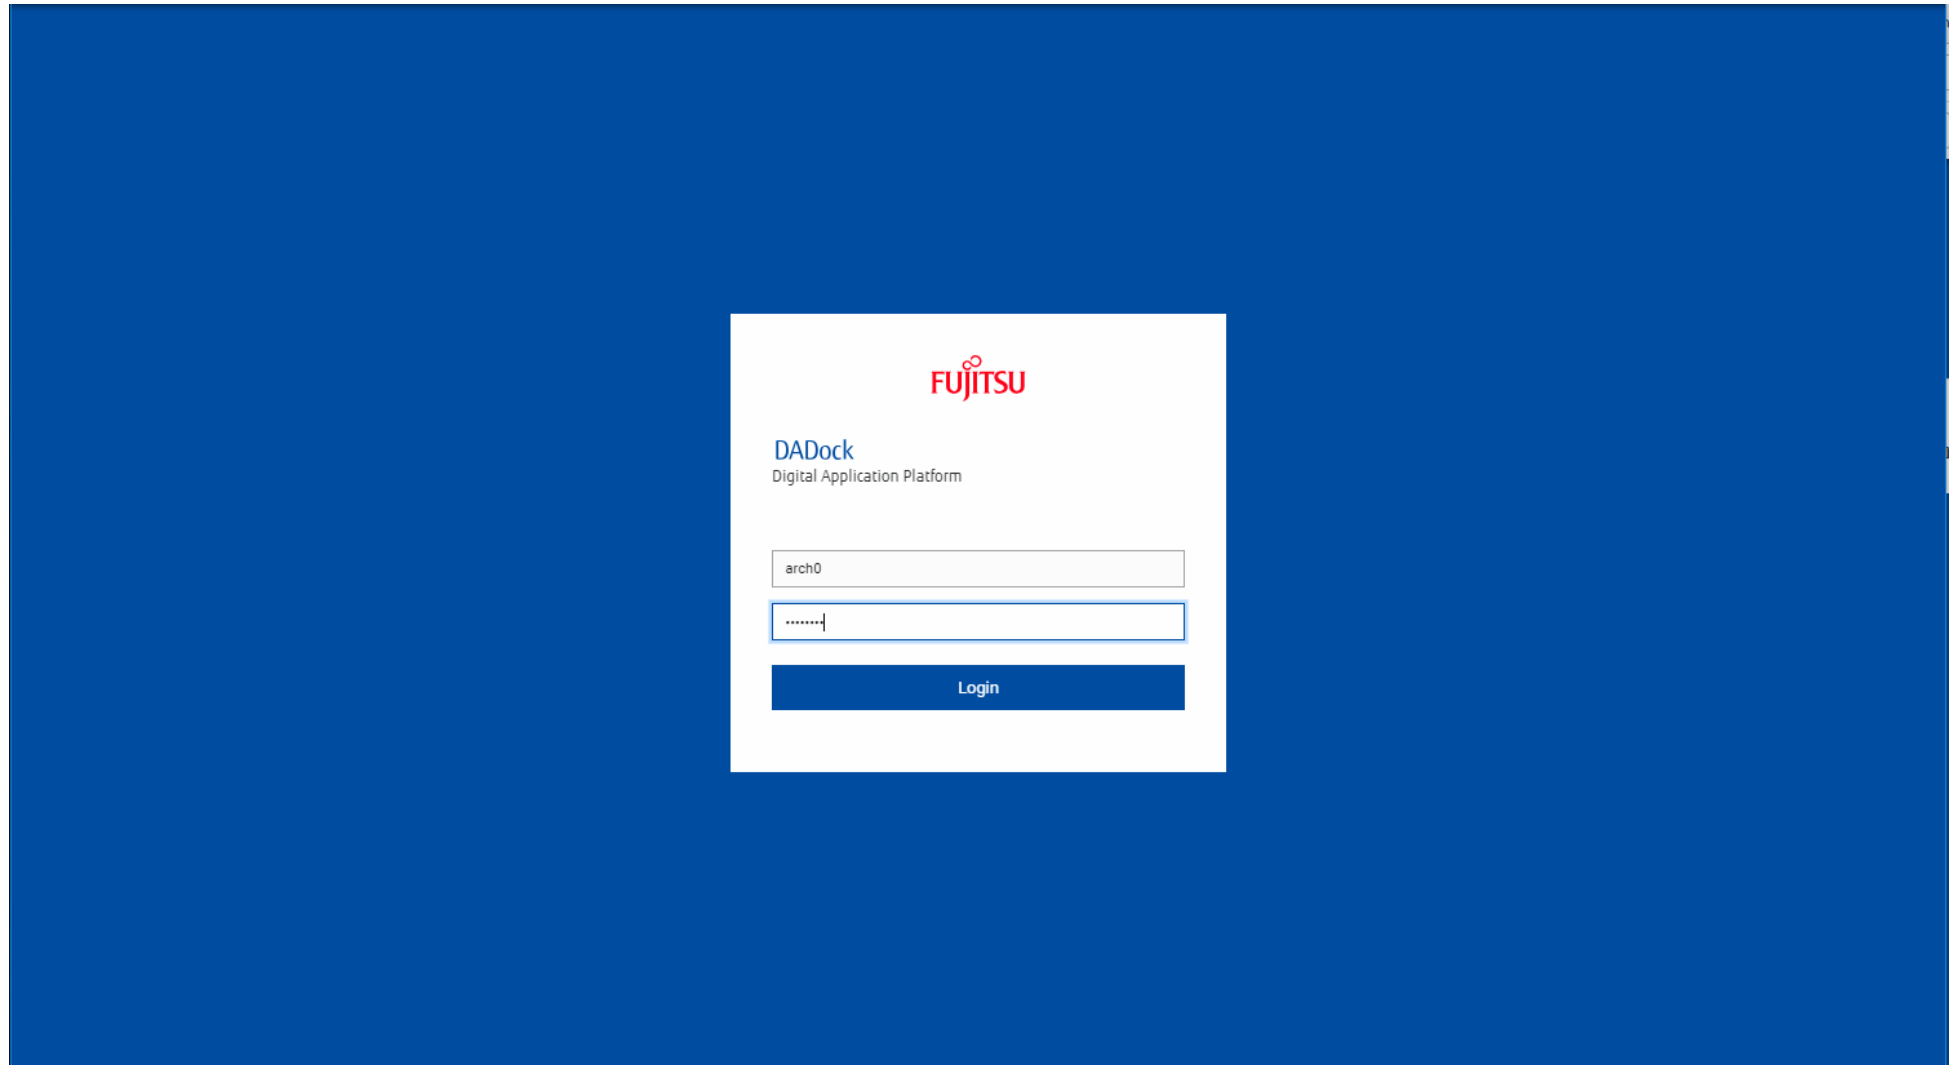 FUJITSU
DADock
Digital Application Platform
arch0
••••••••
Login